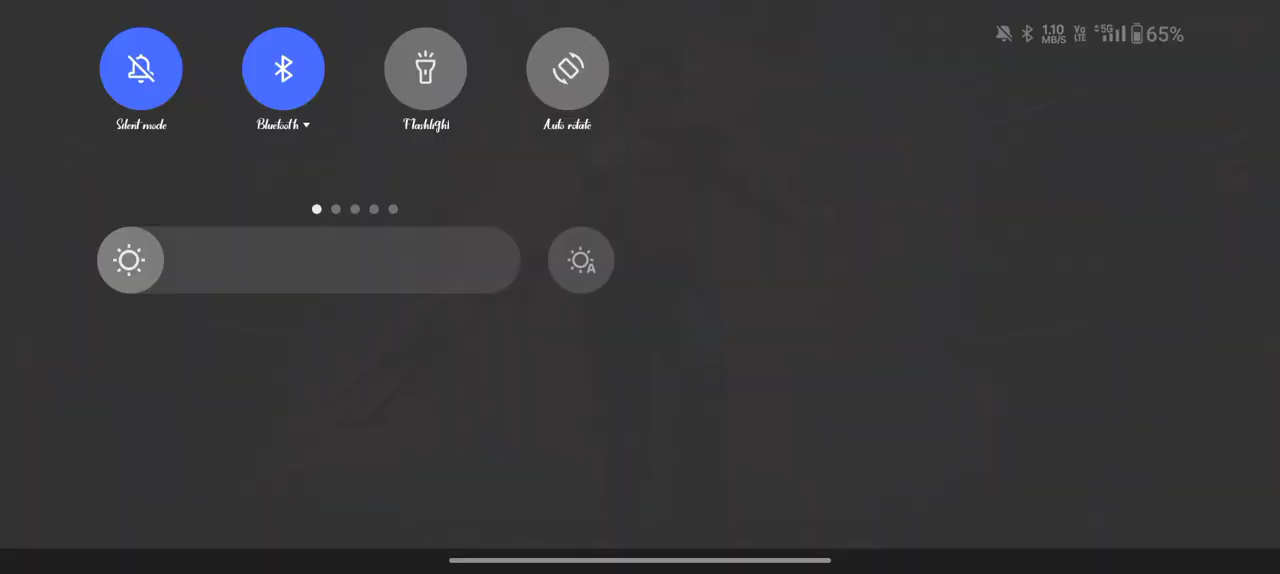 1.10 Vo 5G 65%
MB/S LTE
Silent mode Bluetooth Flashlight Auto rotate
A